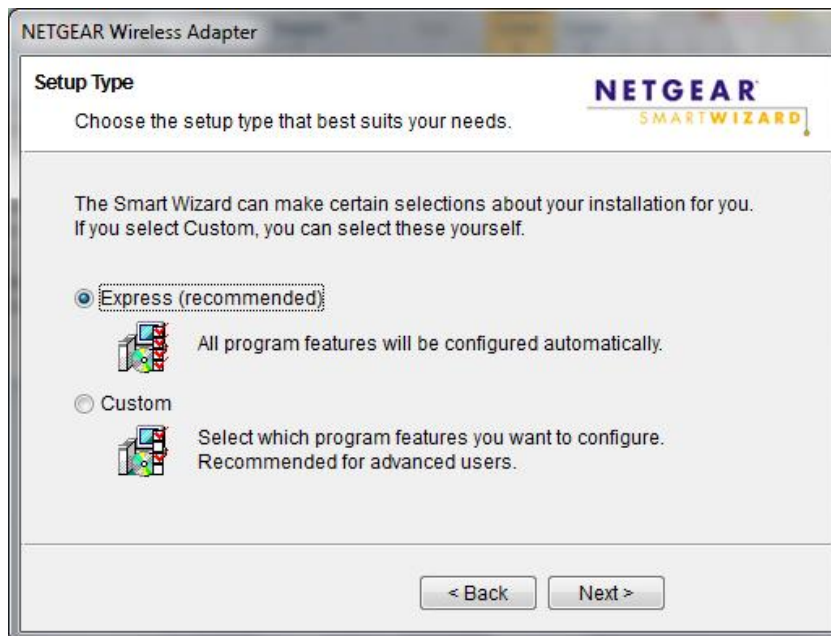 NETGEAR Wireless Adapter
Setup Type
Choose the setup type that best suits your needs.
NETGEAR
SMARTWIZARD
The Smart Wizard can make certain selections about your installation for you.
If you select Custom, you can select these yourself.
Express (recommended)
All program features will be configured automatically.
Custom
Select which program features you want to configure.
Recommended for advanced users.
< Back
Next >